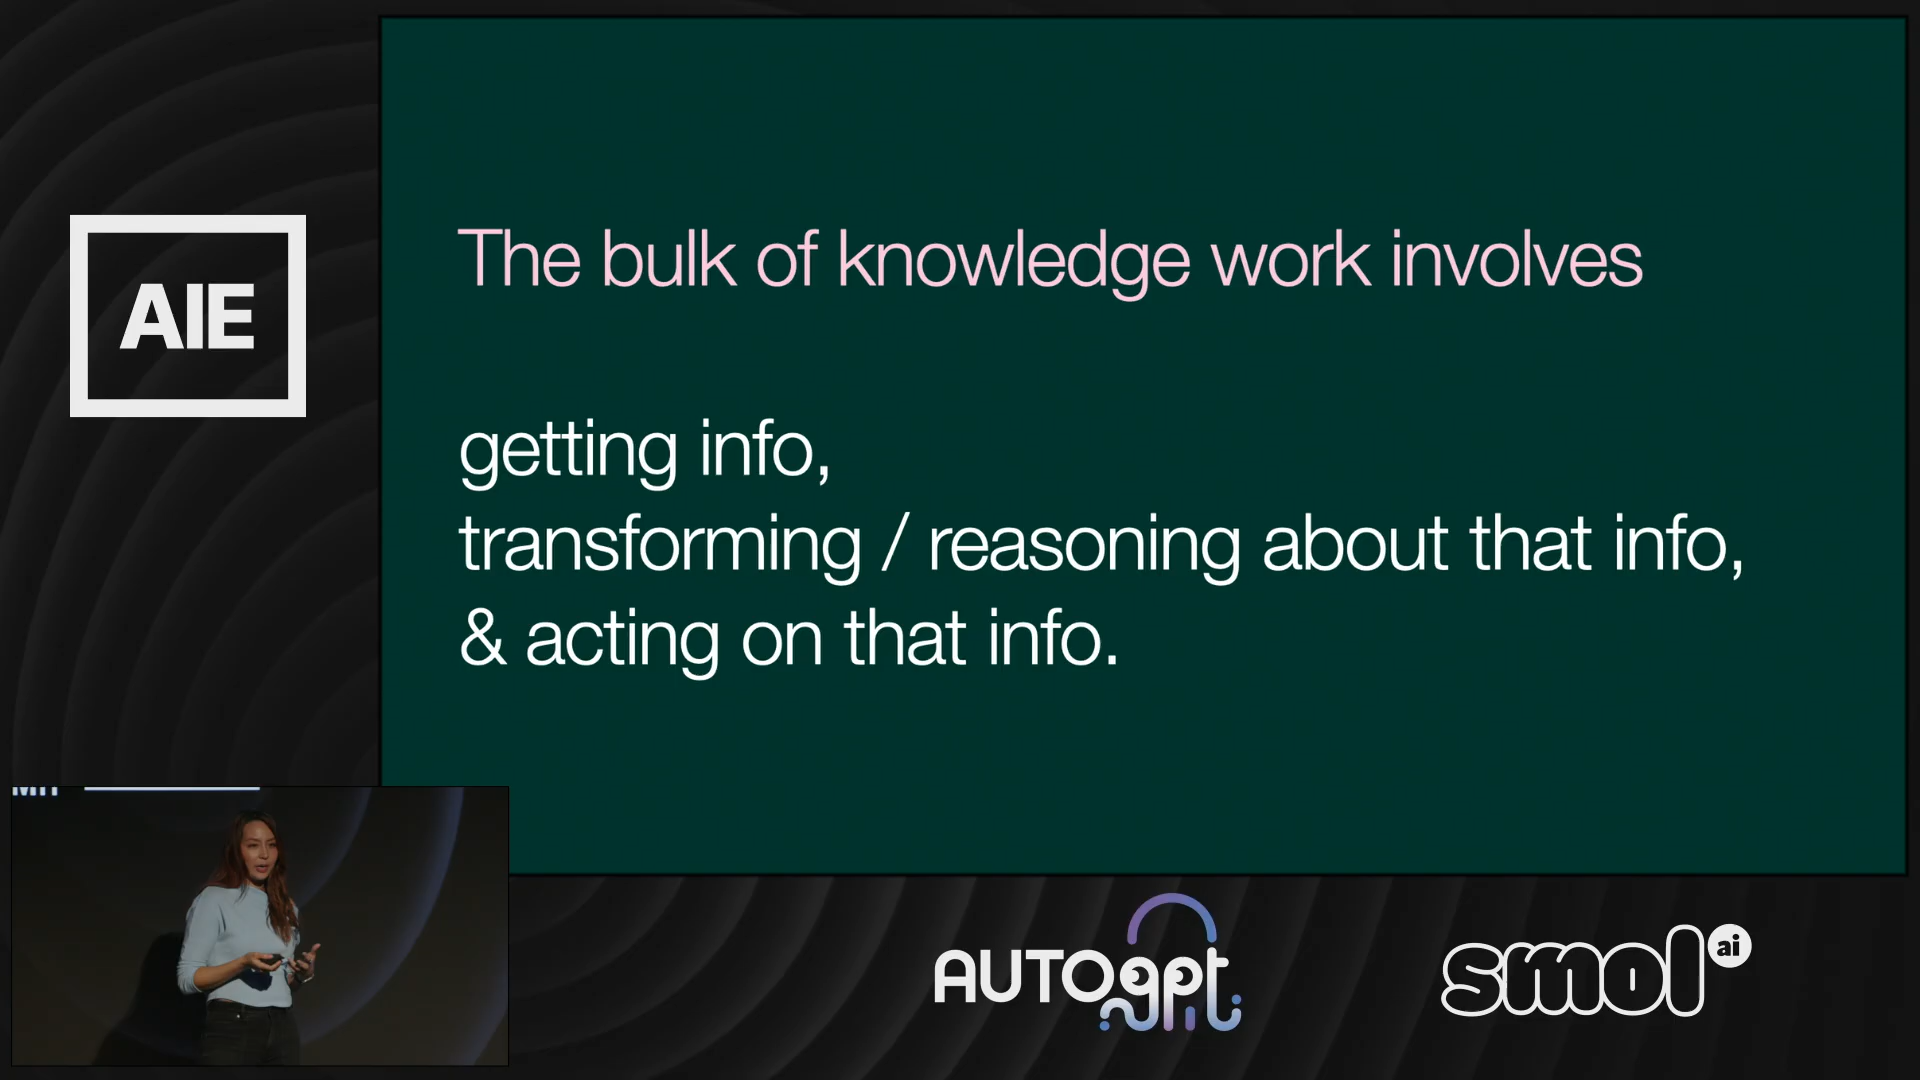 AIE
The bulk of knowledge work involves
getting info,
transforming / reasoning about that info,
& acting on that info.
AUTOgpt
smol ai